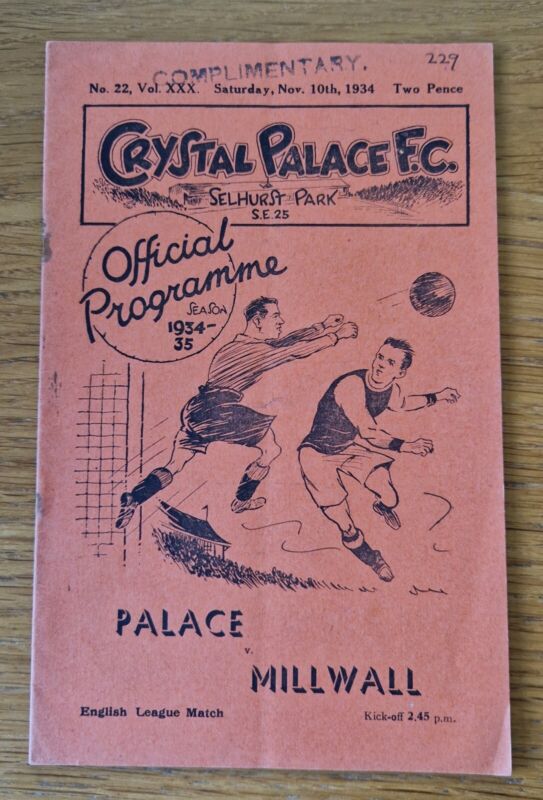 COMPLIMENTARY.
229
No. 22, Vol. XXX. Saturday, Nov. 10th, 1934 Two Pence
CRYSTAL PALACE F.C.
SELHURST PARK
S.E.25
Official
Programme
SEASON
1934-
35
PALACE
v.
MILLWALL
English League Match Kick-off 2.45 p.m.